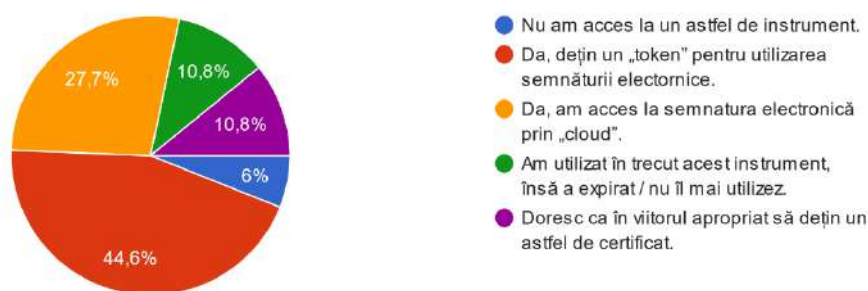 27,7%
10,8%
10,8%
6%
44,6%
Nu am acces la un astfel de instrument.
Da, dețin un „token” pentru utilizarea
semnăturii electornice.
Da, am acces la semnatura electronică
prin „cloud”.
Am utilizat în trecut acest instrument,
însă a expirat / nu îl mai utilizez.
Doresc ca în viitorul apropriat să dețin un
astfel de certificat.